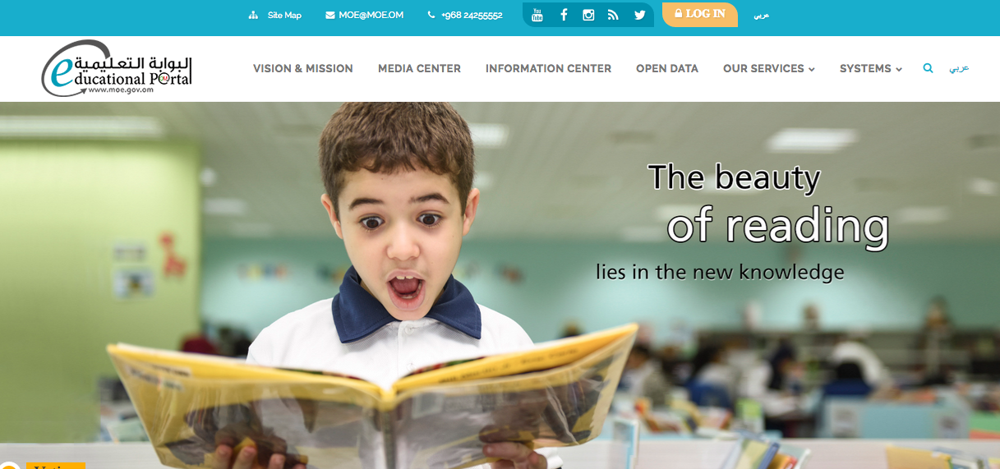 Site Map MOE@MOE.OM +968 24255552 You Tube LOG IN عربي
البوابة التعليمية
educational Portal
www.moe.gov.om
VISION & MISSION MEDIA CENTER INFORMATION CENTER OPEN DATA OUR SERVICES SYSTEMS عربي
The beauty
of reading
lies in the new knowledge